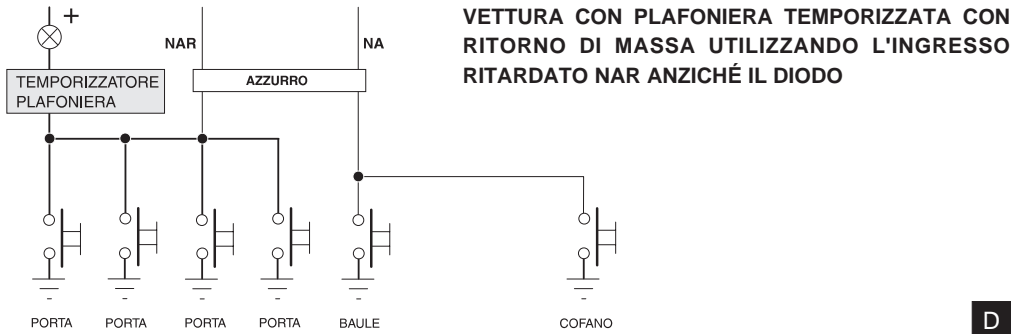 +
NAR
NA
VETTURA CON PLAFONIERA TEMPORIZZATA CON
RITORNO DI MASSA UTILIZZANDO L'INGRESSO
RITARDATO NAR ANZICHÉ IL DIODO
TEMPORIZZATORE
PLAFONIERA
AZZURRO
PORTA PORTA PORTA PORTA BAULE COFANO
D